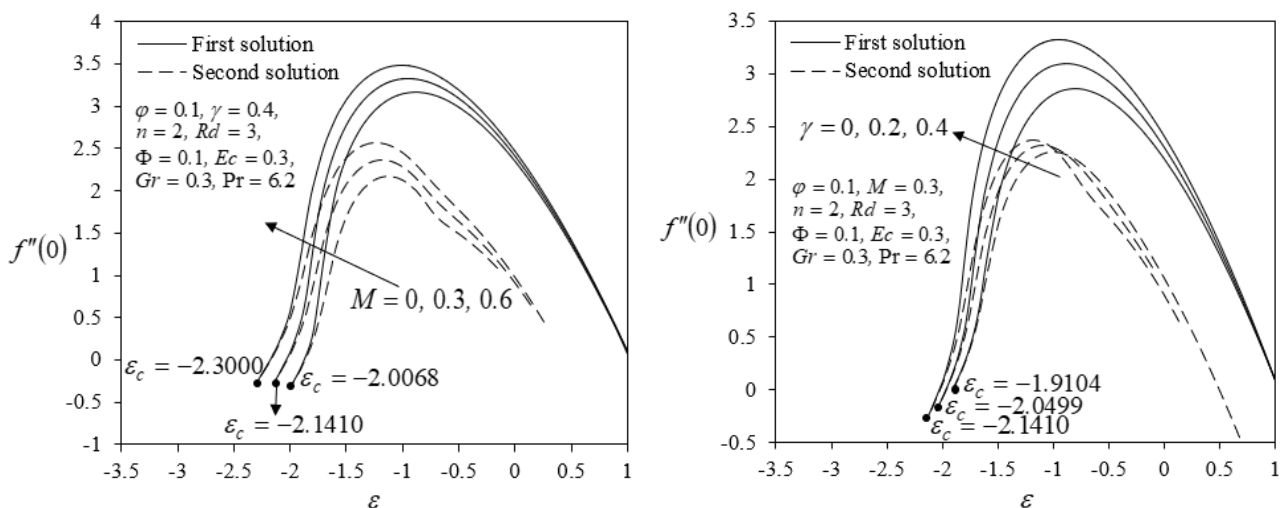 4
3.5
3
2.5
2
1.5
1
0.5
0
-0.5
-1
-3.5 -3 -2.5 -2 -1.5 -1 -0.5 0 0.5 1
f″(0)
ε
First solution
Second solution
φ = 0.1, γ = 0.4,
n = 2, Rd = 3,
Φ = 0.1, Ec = 0.3,
Gr = 0.3, Pr = 6.2
M = 0, 0.3, 0.6
ε_c = −2.3000
ε_c = −2.0068
ε_c = −2.1410
3.5
3
2.5
2
1.5
1
0.5
0
-0.5
-3.5 -3 -2.5 -2 -1.5 -1 -0.5 0 0.5 1
f″(0)
ε
First solution
Second solution
γ = 0, 0.2, 0.4
φ = 0.1, M = 0.3,
n = 2, Rd = 3,
Φ = 0.1, Ec = 0.3,
Gr = 0.3, Pr = 6.2
ε_c = −1.9104
ε_c = −2.0499
ε_c = −2.1410